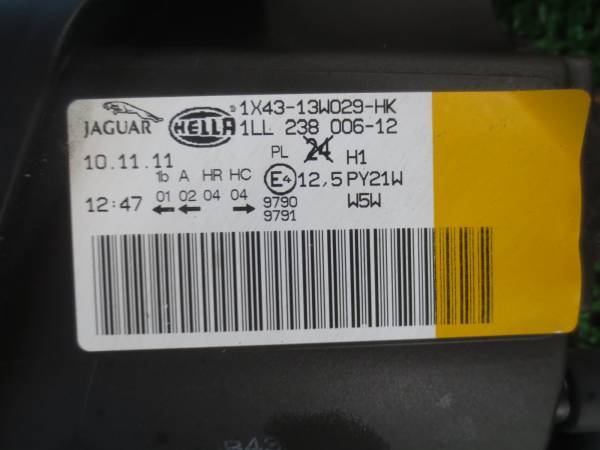 JAGUAR HELLA 1X43-13W029-HK
1LL 238 006-12
10.11.11 PL 24 H1
1b A HR HC E4 12,5 PY21W
12:47 01 02 04 04 9790 W5W
9791